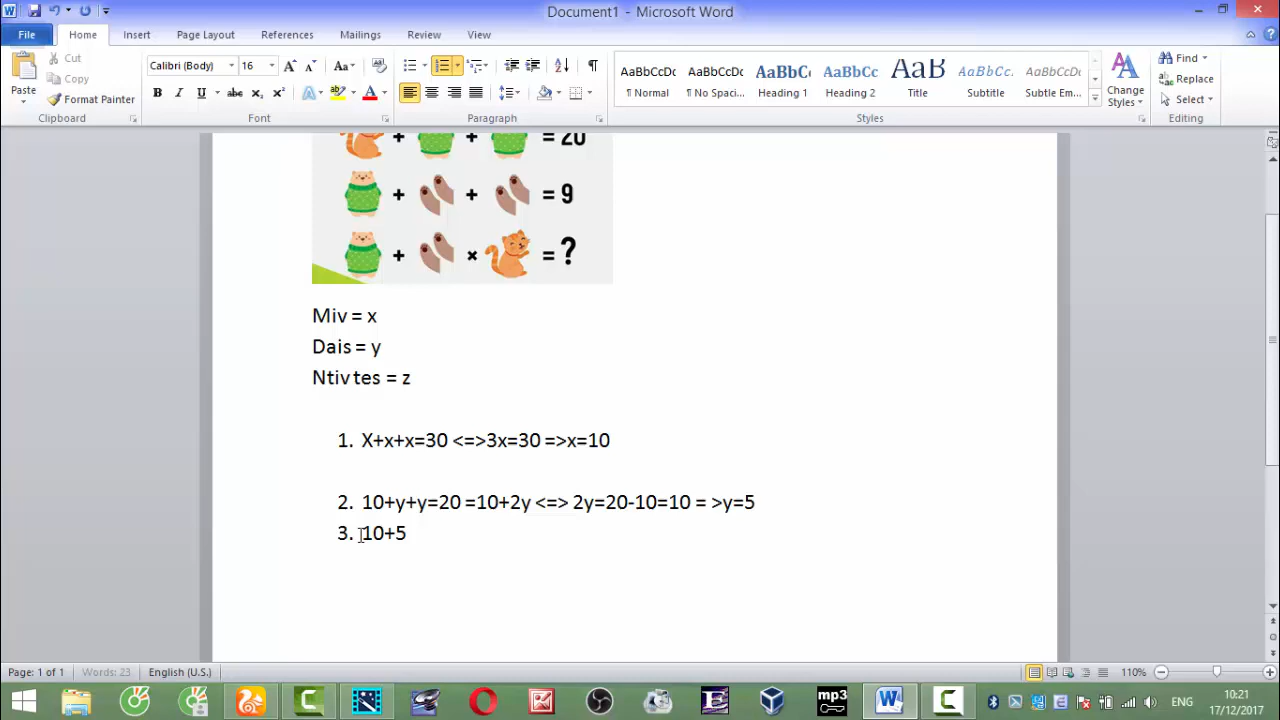 Document1 - Microsoft Word
File Home Insert Page Layout References Mailings Review View
Paste
Cut
Copy
Format Painter
Clipboard
Calibri (Body) 16
Font
Paragraph
AaBbCcDc AaBbCcDc AaBbC AaBbCc AaB AaBbCc. AaBbCcDc
¶ Normal ¶ No Spaci... Heading 1 Heading 2 Title Subtitle Subtle Em...
Change Styles
Styles
Find
Replace
Select
Editing
+ + = 20
+ + = 9
+ × = ?
Miv = x
Dais = y
Ntiv tes = z
1. X+x+x=30 <=>3x=30 =>x=10
2. 10+y+y=20 =10+2y <=> 2y=20-10=10 = >y=5
3. 10+5
Page: 1 of 1 Words: 23 English (U.S.) 110%
mp3
ENG
10:21
17/12/2017